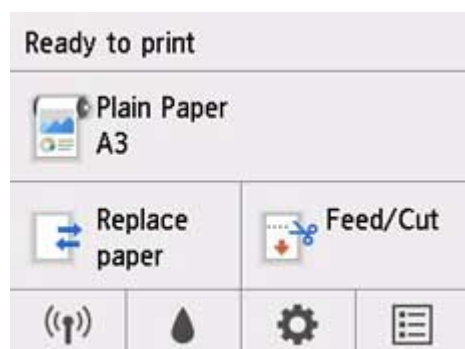 Ready to print
Plain Paper
A3
Replace
paper
Feed/Cut